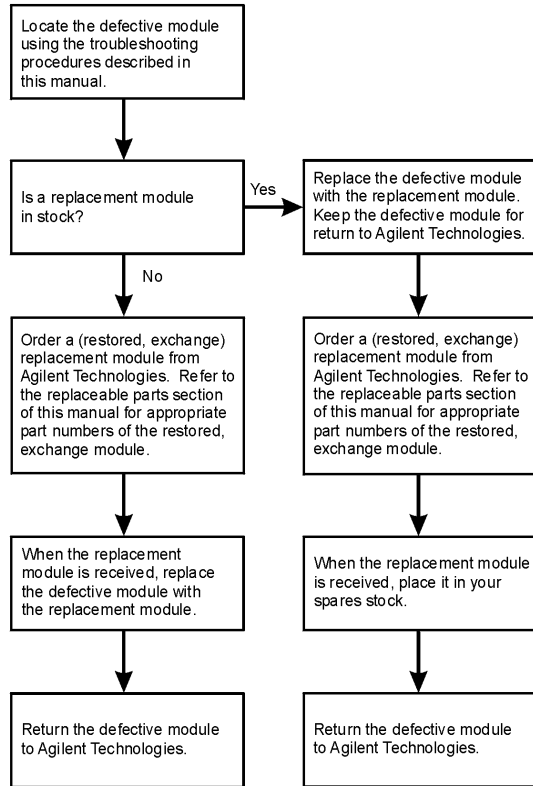 Locate the defective module
using the troubleshooting
procedures described in
this manual.
Is a replacement module
in stock?
Yes
Replace the defective module
with the replacement module.
Keep the defective module for
return to Agilent Technologies.
No
Order a (restored, exchange)
replacement module from
Agilent Technologies. Refer to
the replaceable parts section
of this manual for appropriate
part numbers of the restored,
exchange module.
Order a (restored, exchange)
replacement module from
Agilent Technologies. Refer to
the replaceable parts section
of this manual for appropriate
part numbers of the restored,
exchange module.
When the replacement
module is received, replace
the defective module with
the replacement module.
When the replacement module
is received, place it in your
spares stock.
Return the defective module
to Agilent Technologies.
Return the defective module
to Agilent Technologies.